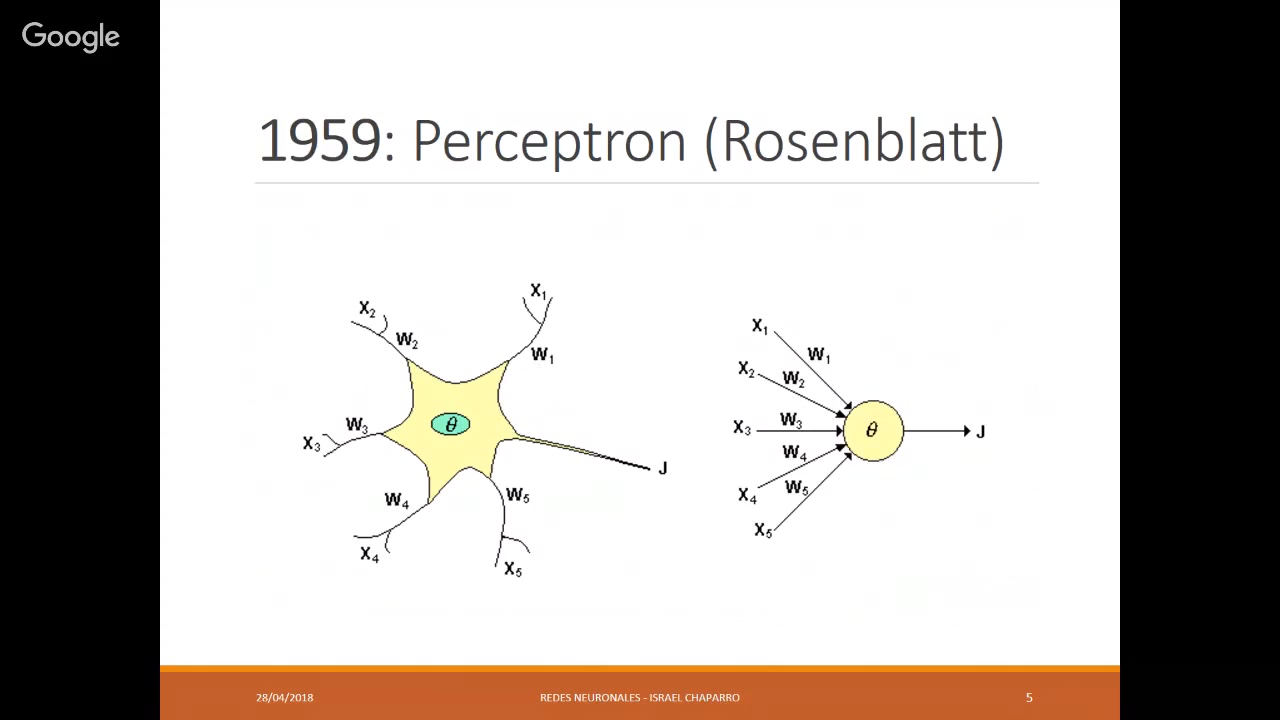 Google
1959: Perceptron (Rosenblatt)
X1
X2
W2
W1
θ
W3
X3
J
W4
W5
X4
X5
X1
W1
X2
W2
X3
W3
θ
J
W4
X4
W5
X5
28/04/2018
REDES NEURONALES - ISRAEL CHAPARRO
5